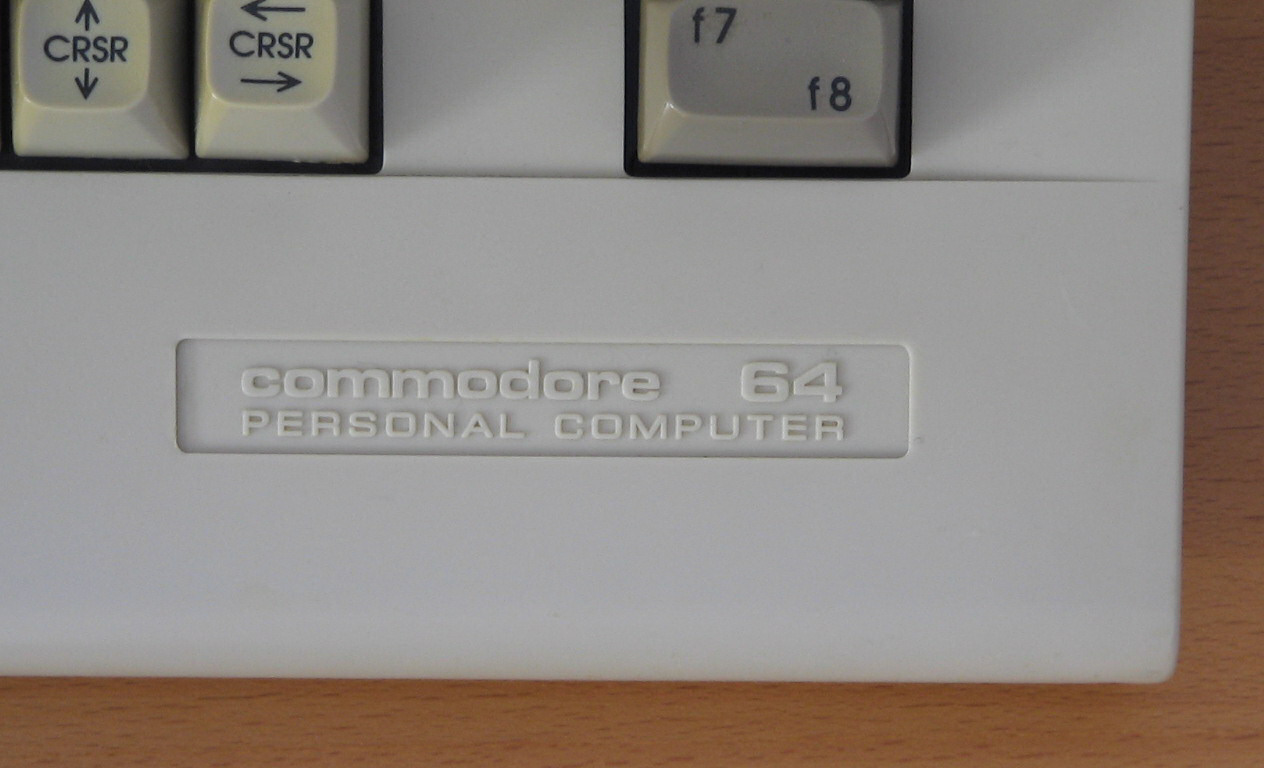 CRSR
CRSR
f7
f8
commodore 64
PERSONAL COMPUTER